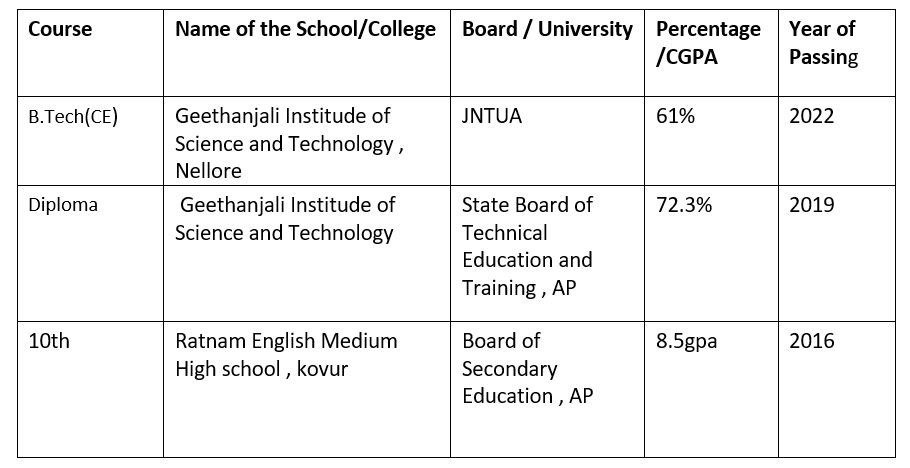 Course Name of the School/College Board / University Percentage Year of
/CGPA Passing
B.Tech(CE) Geethanjali Institude of JNTUA 61% 2022
Science and Technology ,
Nellore
Diploma Geethanjali Institude of State Board of 72.3% 2019
Science and Technology Technical
Education and
Training , AP
10th Ratnam English Medium Board of 8.5gpa 2016
High school , kovur Secondary
Education , AP